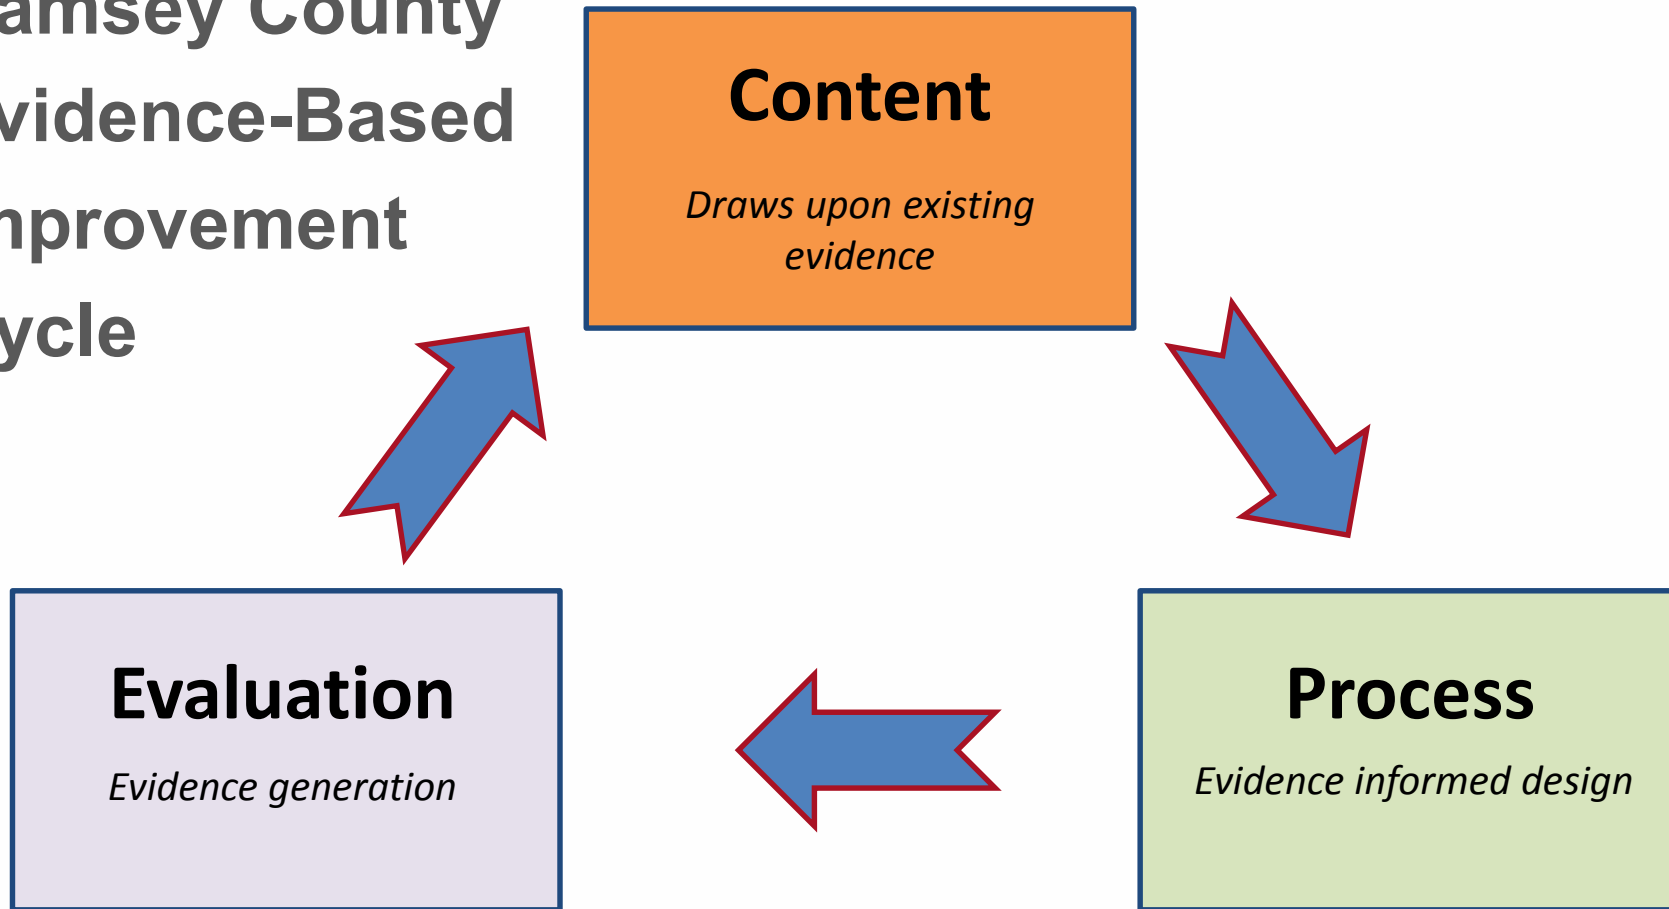 amsey County
vidence-Based
nprovement
ycle
Content
Draws upon existing
evidence
Evaluation
Evidence generation
Process
Evidence informed design